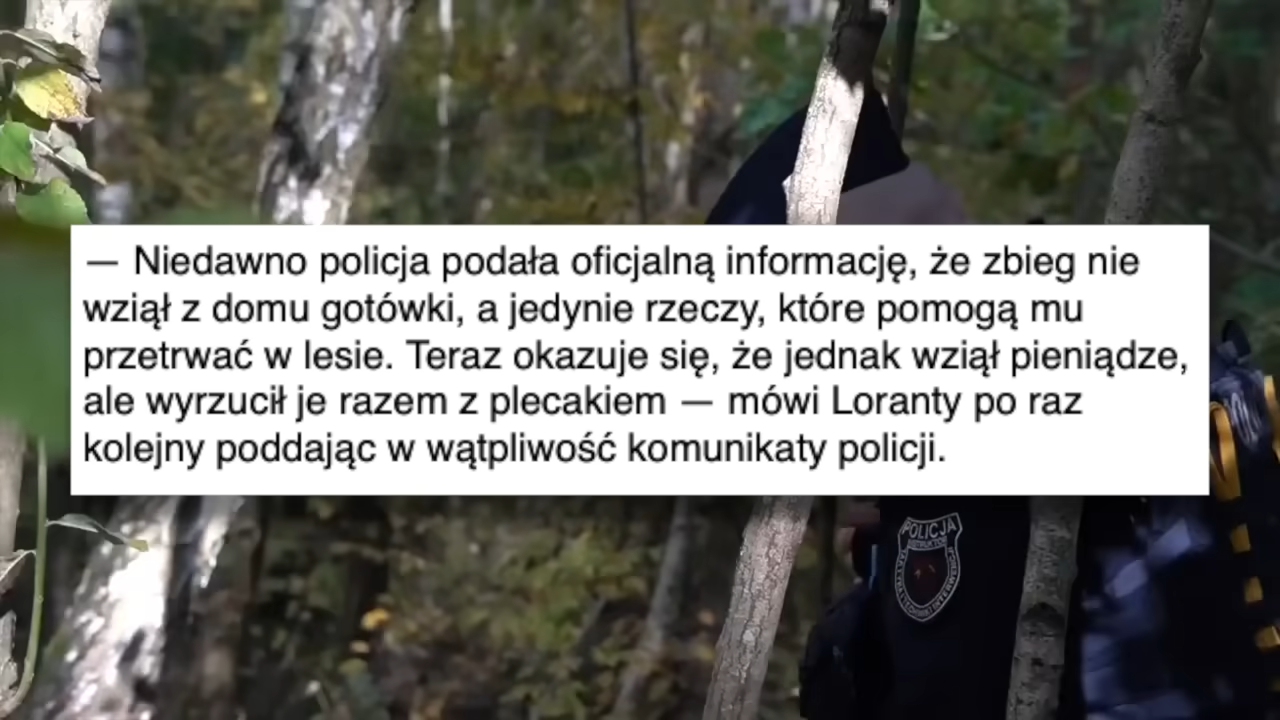 — Niedawno policja podała oficjalną informację, że zbieg nie
wziął z domu gotówki, a jedynie rzeczy, które pomogą mu
przetrwać w lesie. Teraz okazuje się, że jednak wziął pieniądze,
ale wyrzucił je razem z plecakiem — mówi Loranty po raz
kolejny poddając w wątpliwość komunikaty policji.
POLICJA